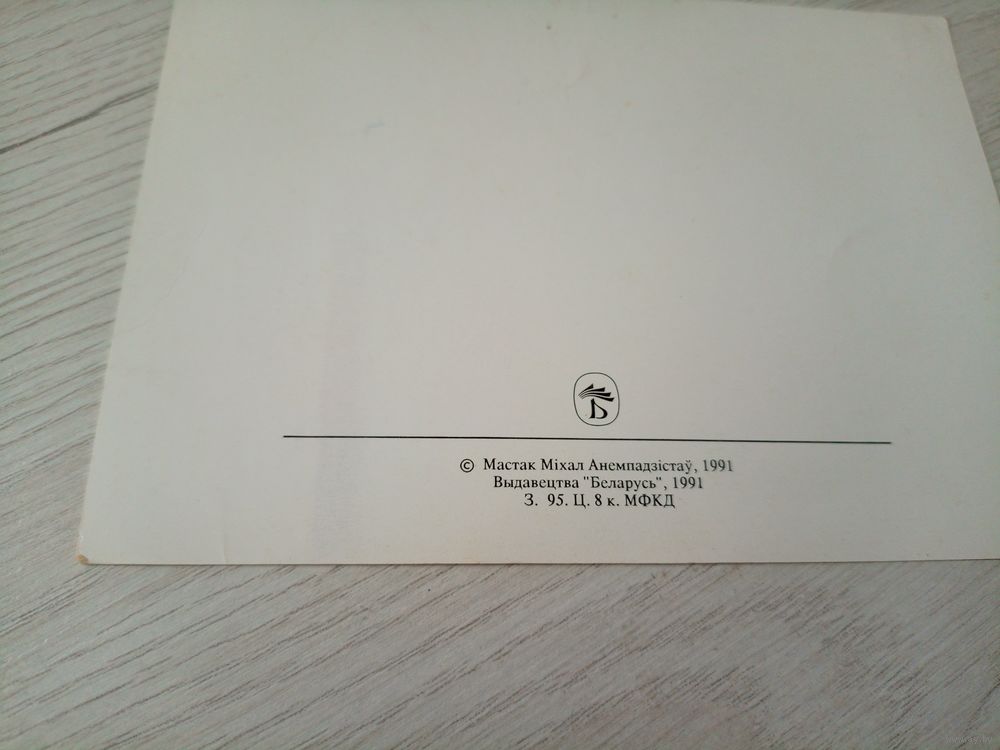 © Мастак Міхал Анемпадзістаў, 1991
Выдавецтва "Беларусь", 1991
З. 95. Ц. 8 к. МФКД